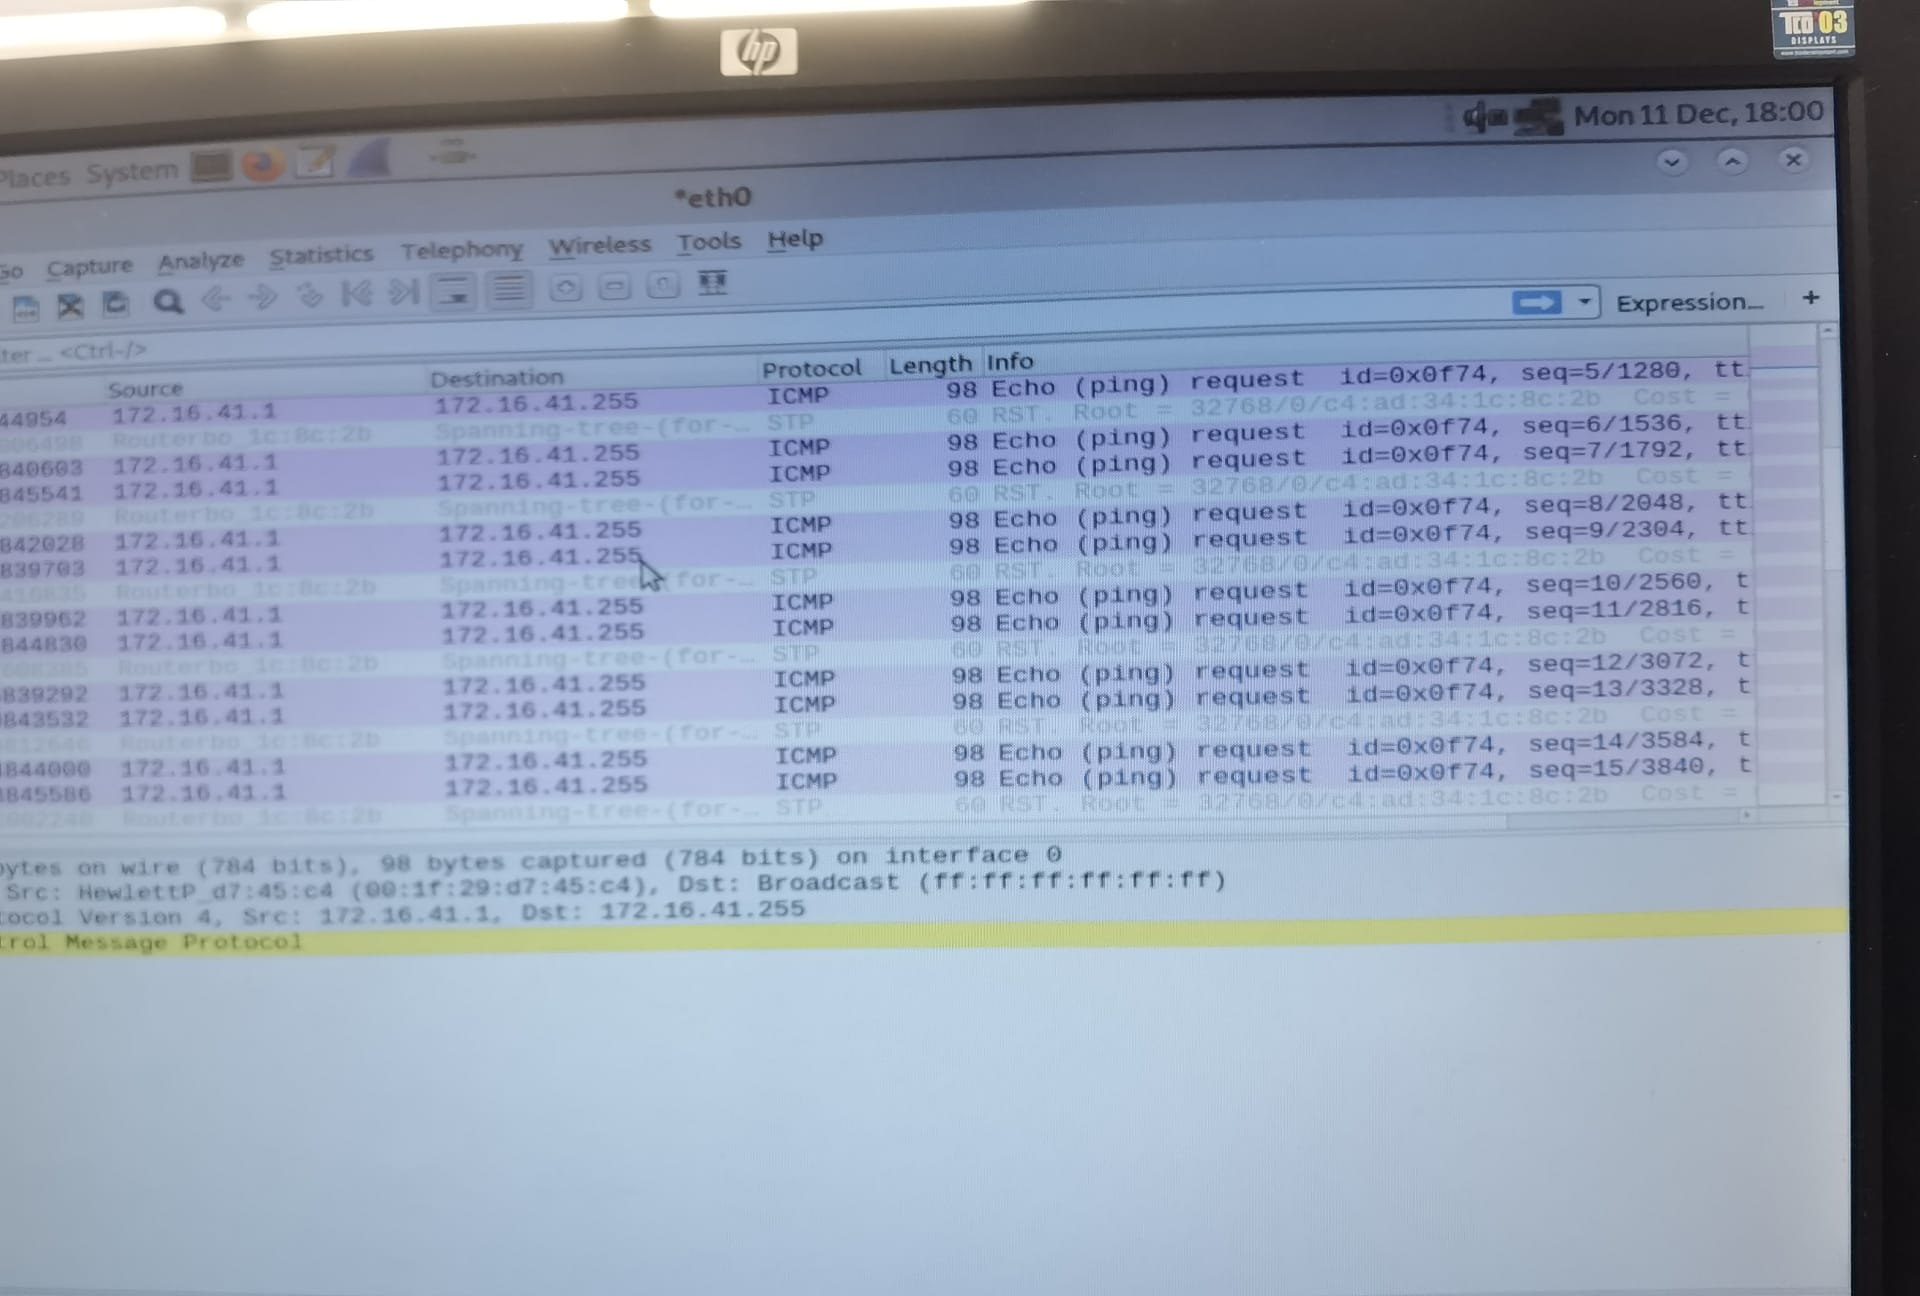 hp
TCO'03
DISPLAYS
Mon 11 Dec, 18:00
Places System
*eth0
Go Capture Analyze Statistics Telephony Wireless Tools Help
Expression...
+
ter ... <Ctrl-/>
Source Destination Protocol Length Info
44954 172.16.41.1 172.16.41.255 ICMP 98 Echo (ping) request id=0x0f74, seq=5/1280, tt
Routerbo_1c:8c:2b Spanning-tree-(for-... STP 60 RST. Root = 32768/0/c4:ad:34:1c:8c:2b Cost =
840603 172.16.41.1 172.16.41.255 ICMP 98 Echo (ping) request id=0x0f74, seq=6/1536, tt
845541 172.16.41.1 172.16.41.255 ICMP 98 Echo (ping) request id=0x0f74, seq=7/1792, tt
Routerbo_1c:8c:2b Spanning-tree-(for-... STP 60 RST. Root = 32768/0/c4:ad:34:1c:8c:2b Cost =
842028 172.16.41.1 172.16.41.255 ICMP 98 Echo (ping) request id=0x0f74, seq=8/2048, tt
839703 172.16.41.1 172.16.41.255 ICMP 98 Echo (ping) request id=0x0f74, seq=9/2304, tt
Routerbo_1c:8c:2b Spanning-tree-(for-... STP 60 RST. Root = 32768/0/c4:ad:34:1c:8c:2b Cost =
839962 172.16.41.1 172.16.41.255 ICMP 98 Echo (ping) request id=0x0f74, seq=10/2560, t
844830 172.16.41.1 172.16.41.255 ICMP 98 Echo (ping) request id=0x0f74, seq=11/2816, t
Routerbo_1c:8c:2b Spanning-tree-(for-... STP 60 RST. Root = 32768/0/c4:ad:34:1c:8c:2b Cost =
839292 172.16.41.1 172.16.41.255 ICMP 98 Echo (ping) request id=0x0f74, seq=12/3072, t
843532 172.16.41.1 172.16.41.255 ICMP 98 Echo (ping) request id=0x0f74, seq=13/3328, t
Routerbo_1c:8c:2b Spanning-tree-(for-... STP 60 RST. Root = 32768/0/c4:ad:34:1c:8c:2b Cost =
844000 172.16.41.1 172.16.41.255 ICMP 98 Echo (ping) request id=0x0f74, seq=14/3584, t
845586 172.16.41.1 172.16.41.255 ICMP 98 Echo (ping) request id=0x0f74, seq=15/3840, t
Routerbo_1c:8c:2b Spanning-tree-(for-... STP 60 RST. Root = 32768/0/c4:ad:34:1c:8c:2b Cost =
bytes on wire (784 bits), 98 bytes captured (784 bits) on interface 0
Src: HewlettP_d7:45:c4 (00:1f:29:d7:45:c4), Dst: Broadcast (ff:ff:ff:ff:ff:ff)
tocol Version 4, Src: 172.16.41.1, Dst: 172.16.41.255
trol Message Protocol